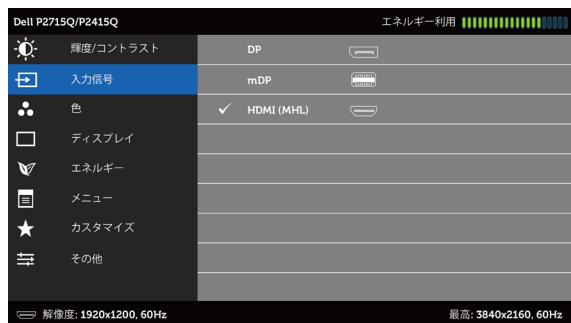 Dell P2715Q/P2415Q エネルギー利用
輝度/コントラスト DP
入力信号 mDP
色 HDMI (MHL)
ディスプレイ
エネルギー
メニュー
カスタマイズ
その他
解像度: 1920x1200, 60Hz 最高: 3840x2160, 60Hz